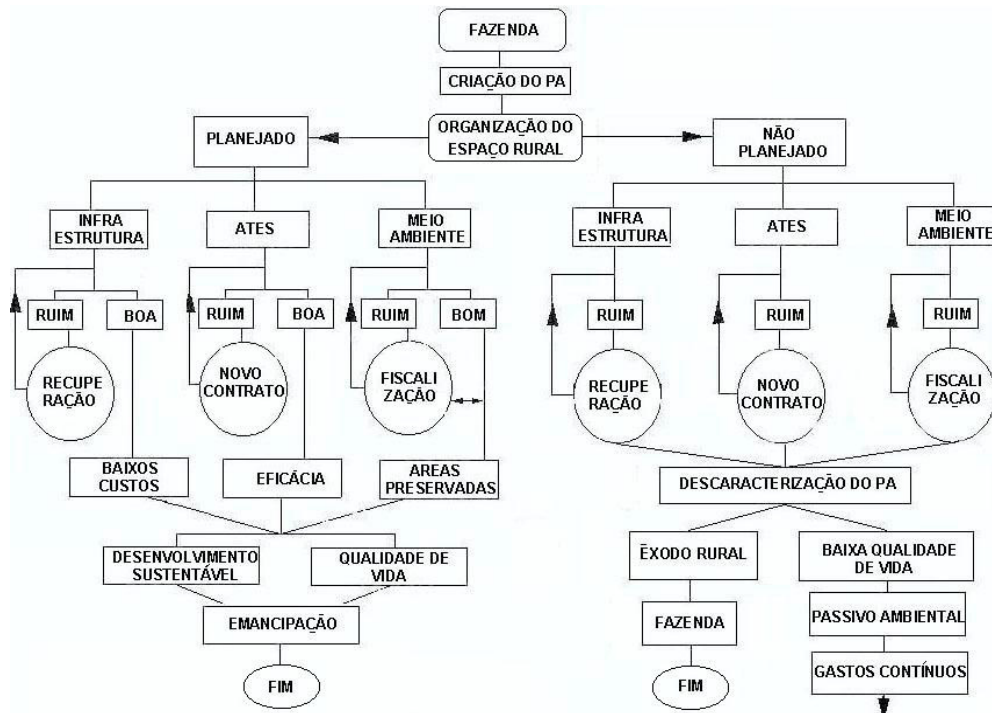 FAZENDA
CRIAÇÃO DO PA
ORGANIZAÇÃO DO
ESPAÇO RURAL
PLANEJADO
NÃO
PLANEJADO
INFRA
ESTRUTURA
ATES
MEIO
AMBIENTE
INFRA
ESTRUTURA
ATES
MEIO
AMBIENTE
RUIM
BOA
RUIM
BOA
RUIM
BOM
RUIM
RUIM
RUIM
RECUPE
RAÇÃO
NOVO
CONTRATO
FISCALI
ZAÇÃO
RECUPE
RAÇÃO
NOVO
CONTRATO
FISCALI
ZAÇÃO
BAIXOS
CUSTOS
EFICÁCIA
AREAS
PRESERVADAS
DESCARACTERIZAÇÃO DO PA
DESENVOLVIMENTO
SUSTENTÁVEL
QUALIDADE DE
VIDA
ÊXODO RURAL
BAIXA QUALIDADE
DE VIDA
EMANCIPAÇÃO
FAZENDA
PASSIVO AMBIENTAL
FIM
FIM
GASTOS CONTÍNUOS